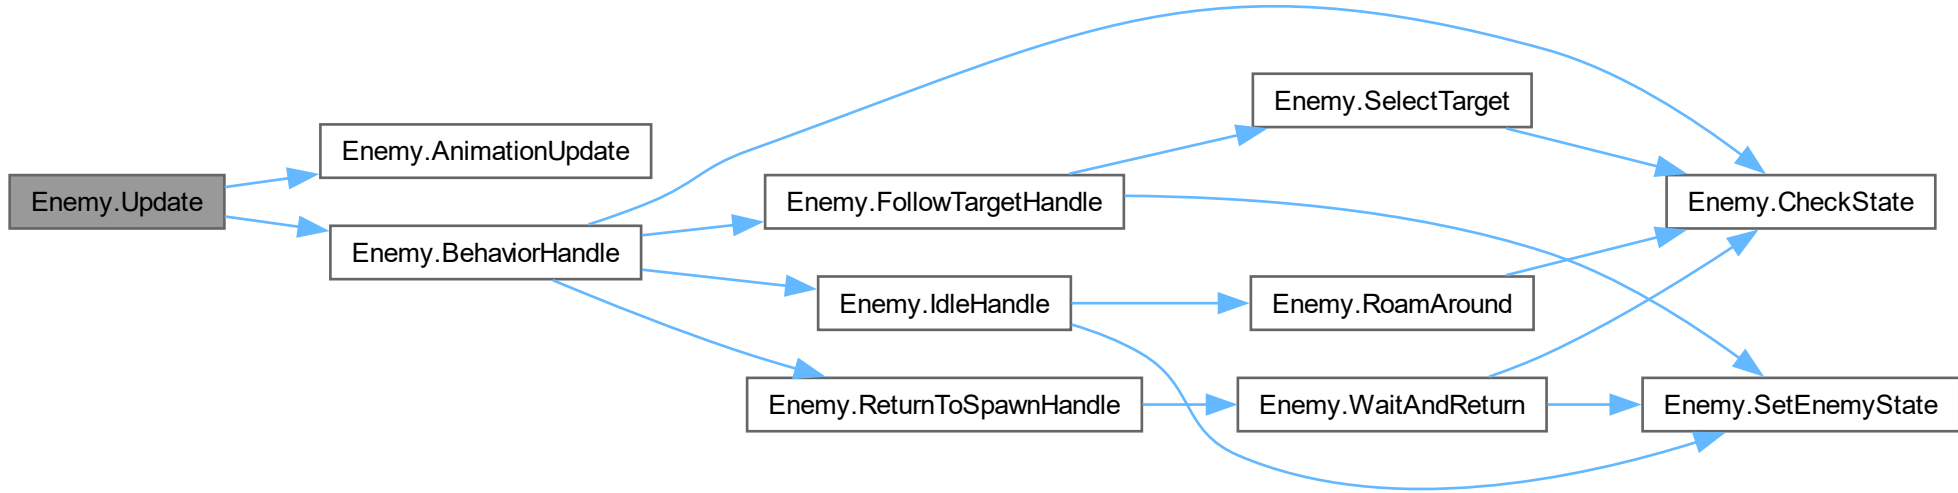 Enemy.Update
Enemy.AnimationUpdate
Enemy.BehaviorHandle
Enemy.FollowTargetHandle
Enemy.IdleHandle
Enemy.ReturnToSpawnHandle
Enemy.SelectTarget
Enemy.RoamAround
Enemy.WaitAndReturn
Enemy.CheckState
Enemy.SetEnemyState